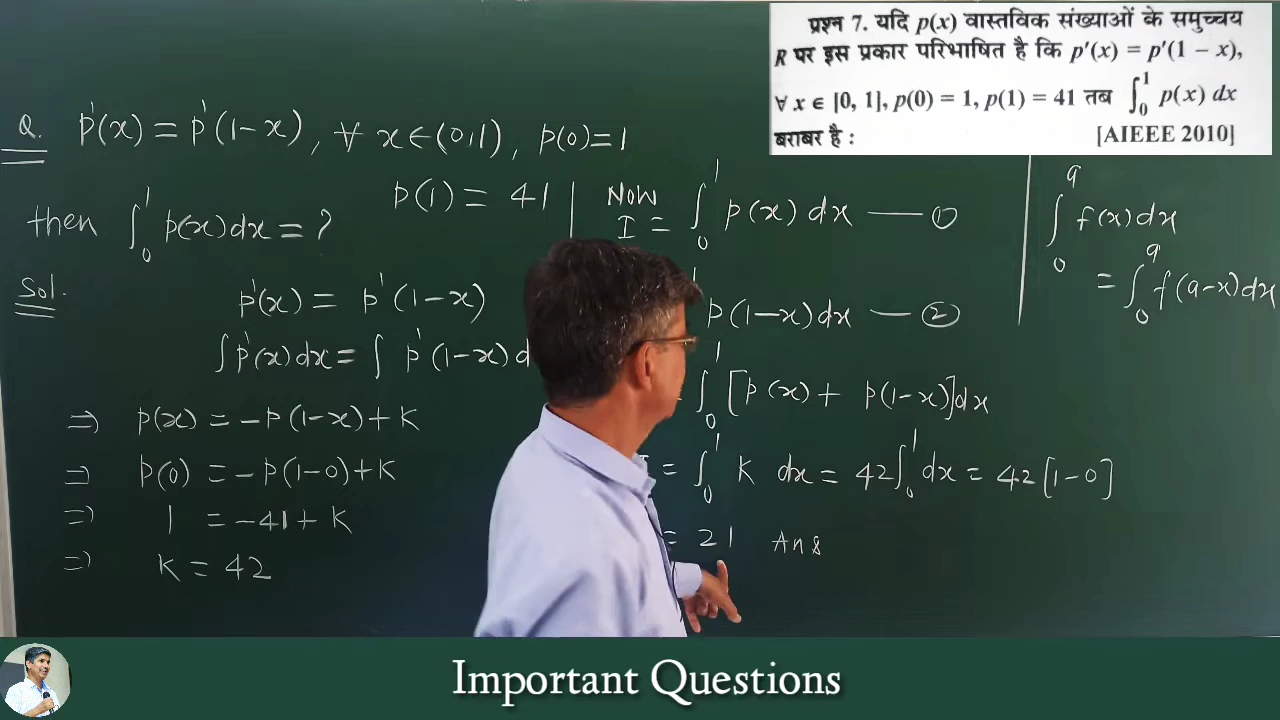 प्रश्न 7. यदि p(x) वास्तविक संख्याओं के समुच्चय
R पर इस प्रकार परिभाषित है कि p′(x) = p′(1 – x),
∀ x ∈ [0, 1], p(0) = 1, p(1) = 41 तब ∫₀¹ p(x) dx
बराबर है : [AIEEE 2010]
Q. p'(x) = p'(1-x), ∀ x ∈ (0,1), p(0)=1
p(1) = 41
then ∫₀¹ p(x)dx = ?
Sol.
p'(x) = p'(1-x)
∫p'(x)dx = ∫ p'(1-x)d
⇒ p(x) = -p(1-x)+K
⇒ p(0) = -p(1-0)+K
⇒ 1 = -41+K
⇒ K = 42
Now
I = ∫₀¹ p(x) dx — ①
p(1-x)dx — ②
∫₀¹ [p(x) + p(1-x)]dx
= ∫₀¹ K dx = 42∫₀¹ dx = 42[1-0]
= 21 Ans
∫₀ᵃ f(x)dx
= ∫₀ᵃ f(a-x)dx
Important Questions